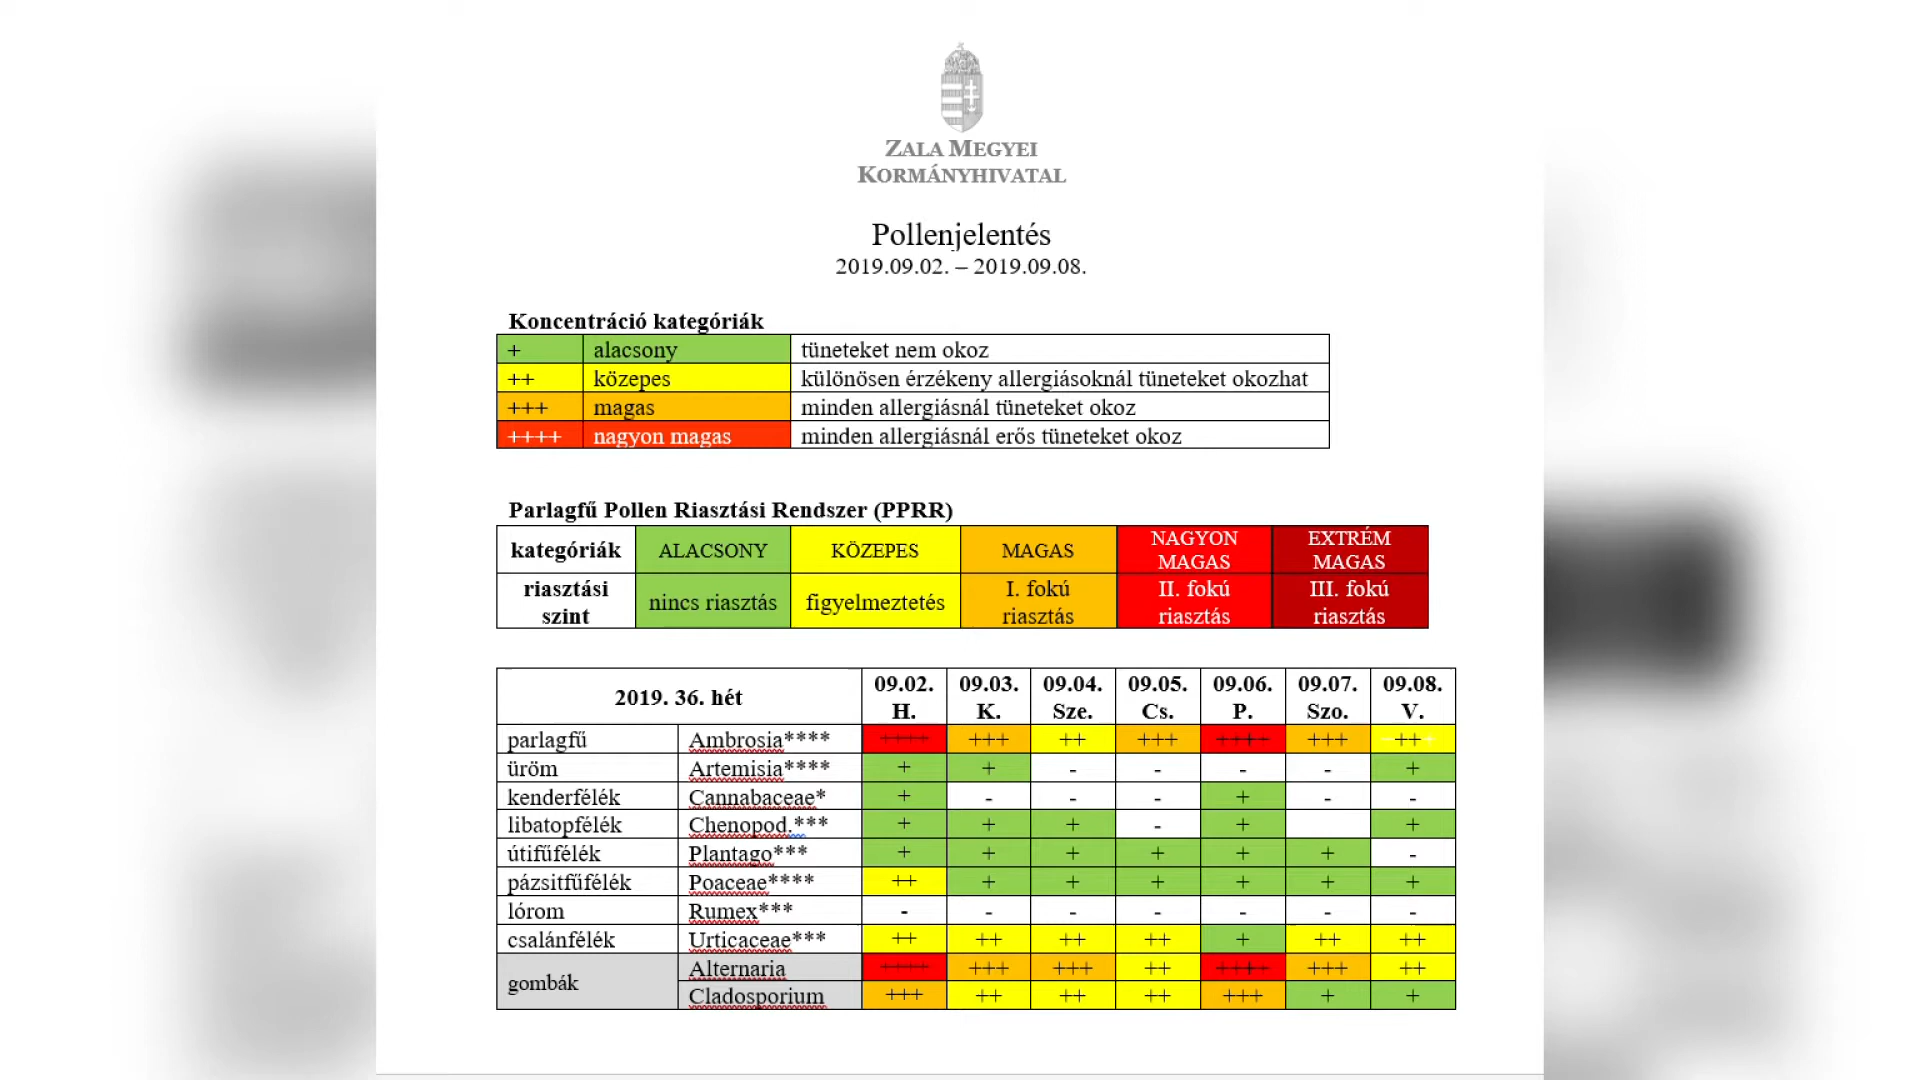 ZALA MEGYEI
KORMÁNYHIVATAL
Pollenjelentés
2019.09.02. – 2019.09.08.
Koncentráció kategóriák
+ alacsony tüneteket nem okoz
++ közepes különösen érzékeny allergiásoknál tüneteket okozhat
+++ magas minden allergiásnál tüneteket okoz
++++ nagyon magas minden allergiásnál erős tüneteket okoz
Parlagfű Pollen Riasztási Rendszer (PPRR)
kategóriák ALACSONY KÖZEPES MAGAS NAGYON MAGAS EXTRÉM MAGAS
riasztási szint nincs riasztás figyelmeztetés I. fokú riasztás II. fokú riasztás III. fokú riasztás
2019. 36. hét 09.02. H. 09.03. K. 09.04. Sze. 09.05. Cs. 09.06. P. 09.07. Szo. 09.08. V.
parlagfű Ambrosia**** ++++ +++ ++ +++ ++++ +++ +++
üröm Artemisia**** + + - - - - +
kenderfélék Cannabaceae* + - - - + - -
libatopfélék Chenopod.*** + + + - + +
útifűfélék Plantago*** + + + + + + -
pázsitfűfélék Poaceae**** ++ + + + + + +
lórom Rumex*** - - - - - - -
csalánfélék Urticaceae*** ++ ++ ++ ++ + ++ ++
gombák Alternaria ++++ +++ +++ ++ ++++ +++ ++
Cladosporium +++ ++ ++ ++ +++ + +